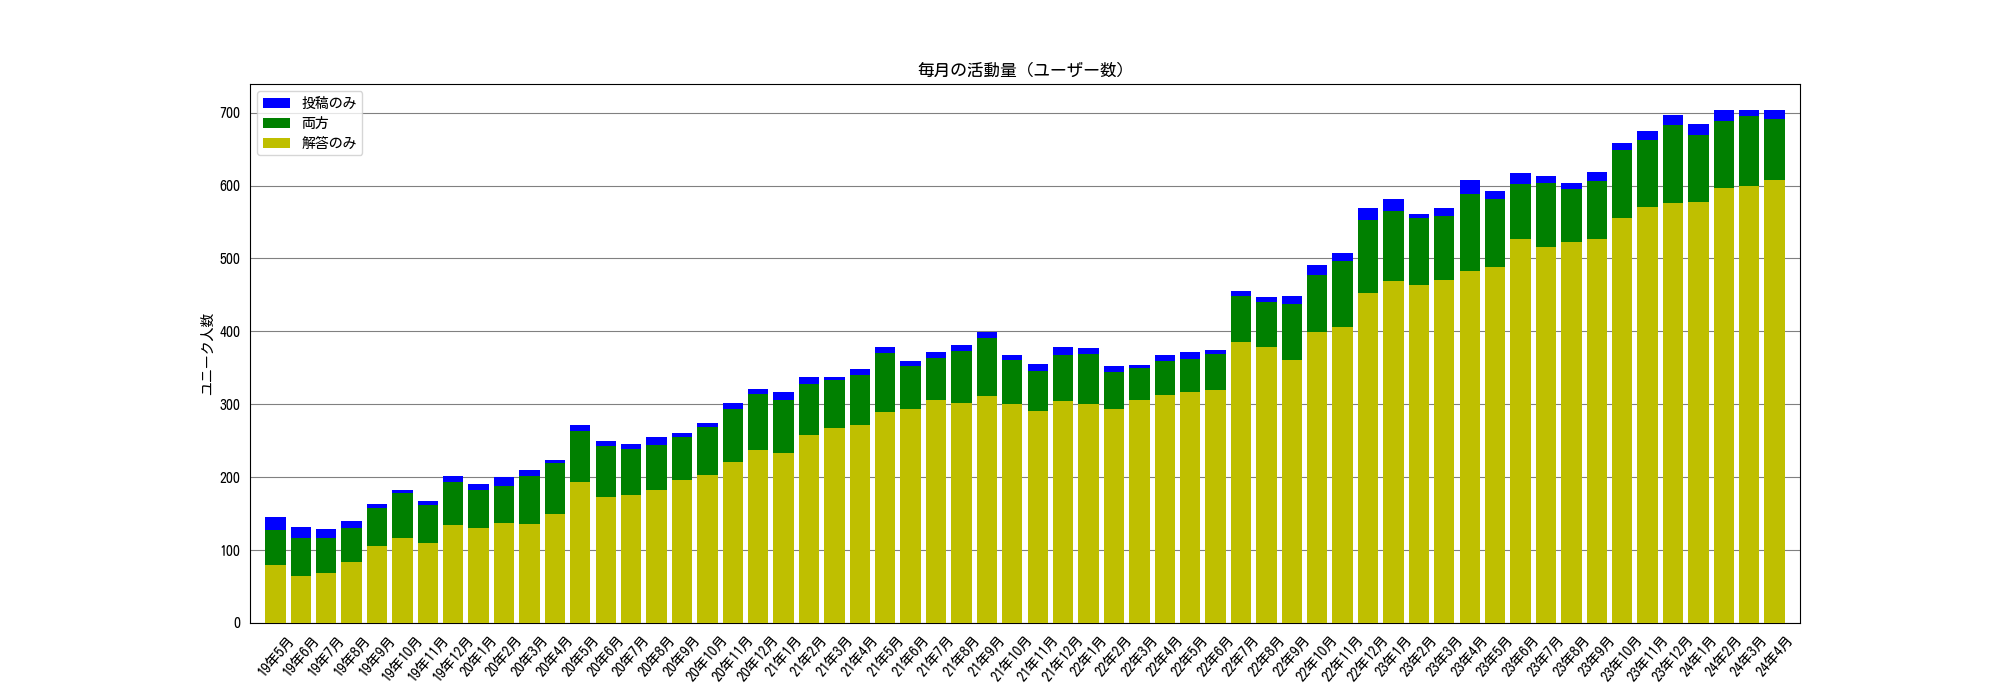 毎月の活動量（ユーザー数）
投稿のみ
両方
解答のみ
ユニーク人数
700
600
500
400
300
200
100
0
19年5月
19年6月
19年7月
19年8月
19年9月
19年10月
19年11月
19年12月
20年1月
20年2月
20年3月
20年4月
20年5月
20年6月
20年7月
20年8月
20年9月
20年10月
20年11月
20年12月
21年1月
21年2月
21年3月
21年4月
21年5月
21年6月
21年7月
21年8月
21年9月
21年10月
21年11月
21年12月
22年1月
22年2月
22年3月
22年4月
22年5月
22年6月
22年7月
22年8月
22年9月
22年10月
22年11月
22年12月
23年1月
23年2月
23年3月
23年4月
23年5月
23年6月
23年7月
23年8月
23年9月
23年10月
23年11月
23年12月
24年1月
24年2月
24年3月
24年4月